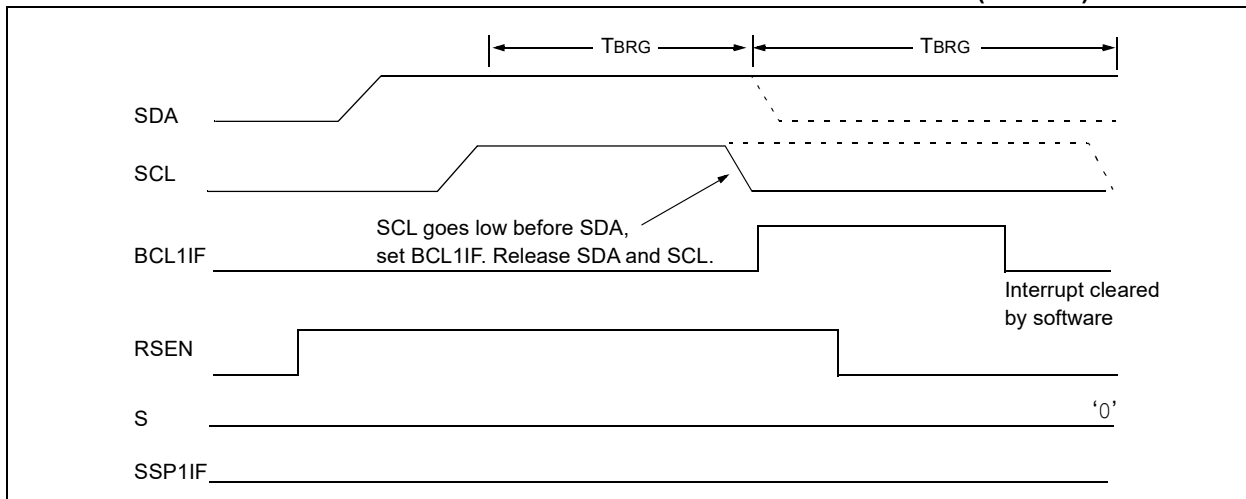 TBRG TBRG
SDA
SCL
SCL goes low before SDA,
set BCL1IF. Release SDA and SCL.
BCL1IF
Interrupt cleared
by software
RSEN
S
‘0’
SSP1IF